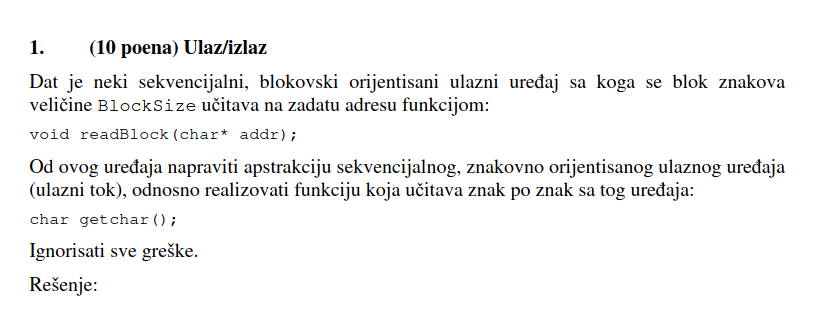 1. (10 poena) Ulaz/izlaz
Dat je neki sekvencijalni, blokovski orijentisani ulazni uređaj sa koga se blok znakova
veličine BlockSize učitava na zadatu adresu funkcijom:
void readBlock(char* addr);
Od ovog uređaja napraviti apstrakciju sekvencijalnog, znakovno orijentisanog ulaznog uređaja
(ulazni tok), odnosno realizovati funkciju koja učitava znak po znak sa tog uređaja:
char getchar();
Ignorisati sve greške.
Rešenje: